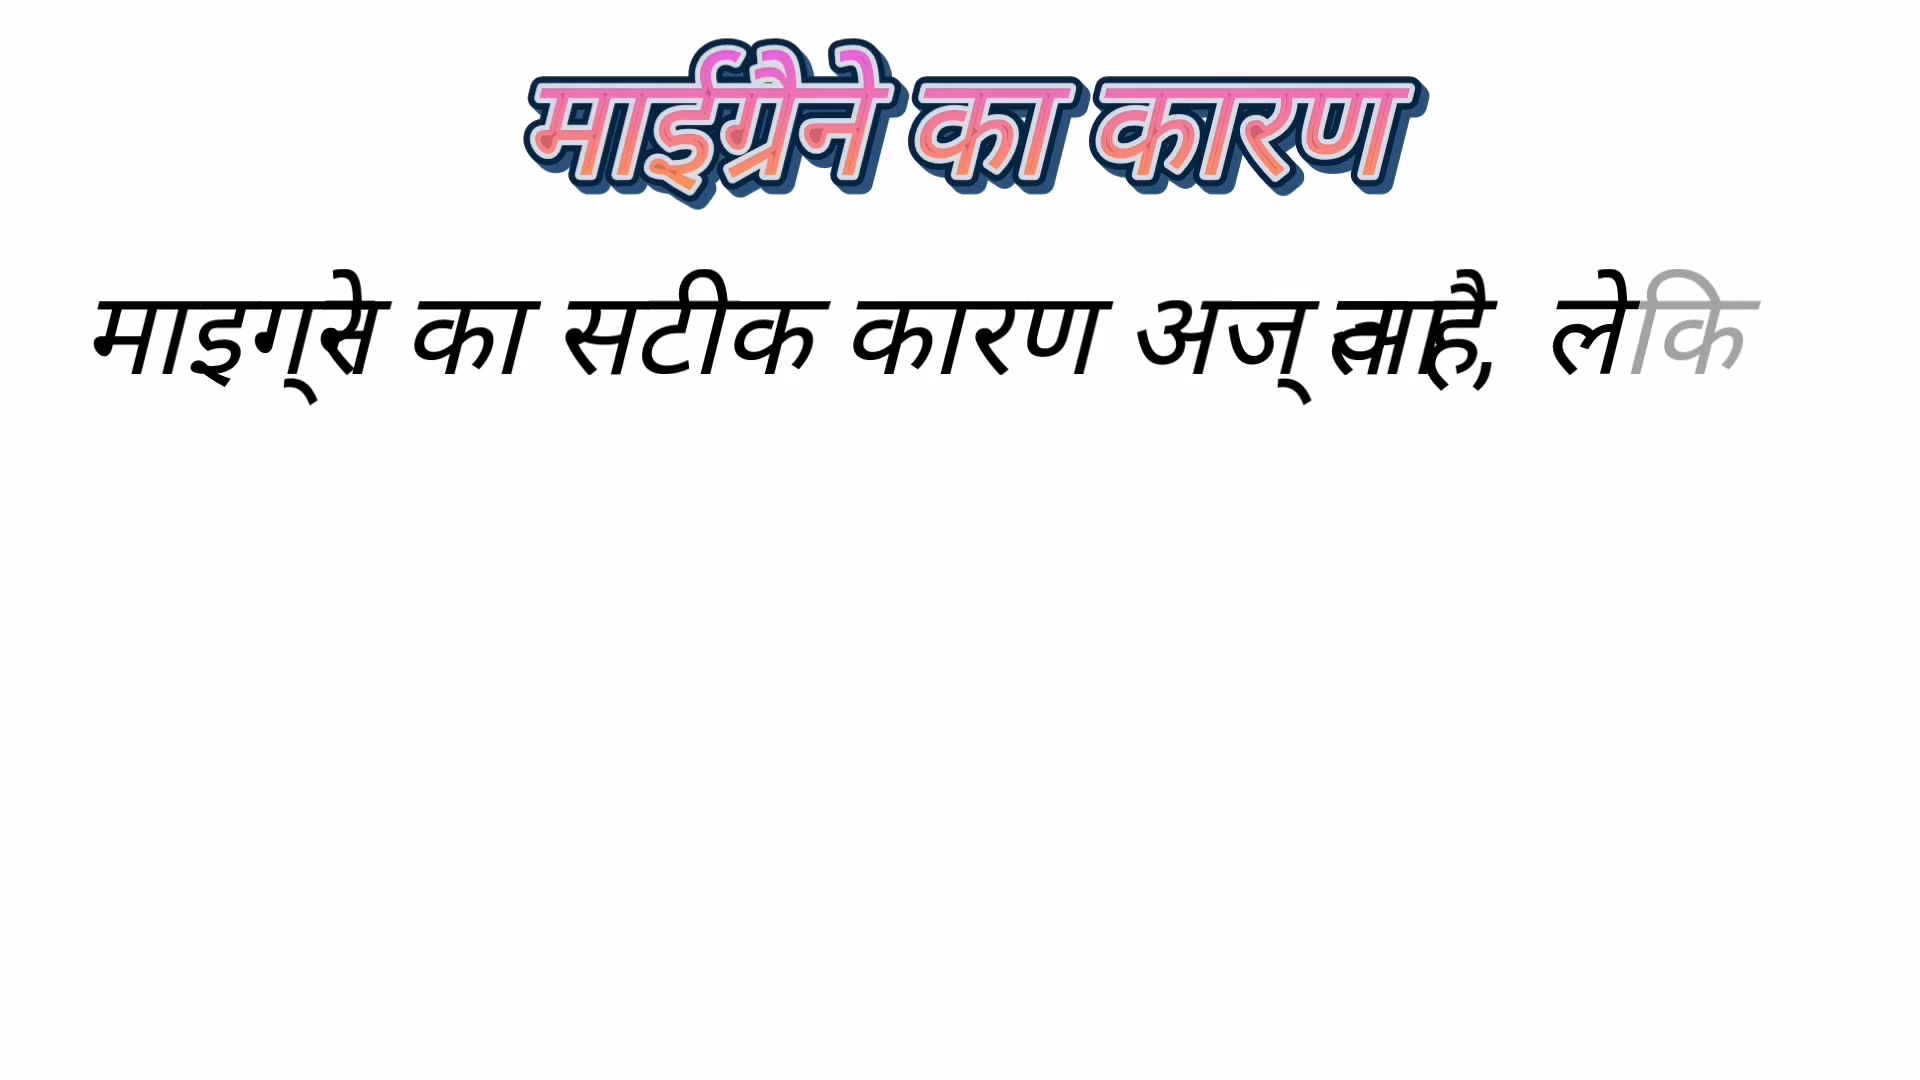 माईग्रैने का कारण
माइग्रेन का सटीक कारण अज्ञात है, लेकि